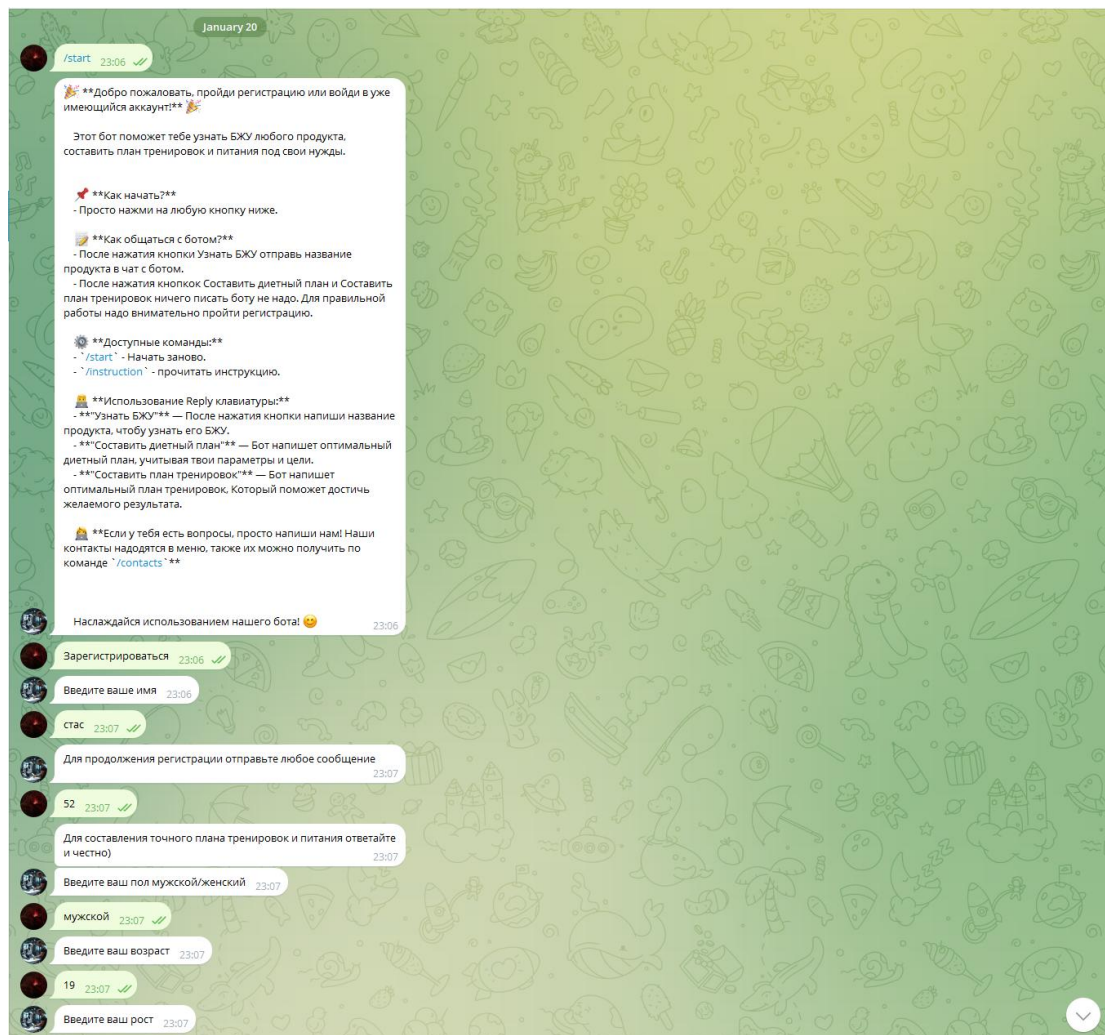 January 20
/start 23:06
🎉 **Добро пожаловать, пройди регистрацию или войди в уже
имеющийся аккаунт!** 🎉
Этот бот поможет тебе узнать БЖУ любого продукта,
составить план тренировок и питания под свои нужды.
📌 **Как начать?**
- Просто нажми на любую кнопку ниже.
📝 **Как общаться с ботом?**
- После нажатия кнопки Узнать БЖУ отправь название
продукта в чат с ботом.
- После нажатия кнопкок Составить диетный план и Составить
план тренировок ничего писать боту не надо. Для правильной
работы надо внимательно пройти регистрацию.
⚙️ **Доступные команды:**
- `/start` - Начать заново.
- `/instruction` - прочитать инструкцию.
👨‍💻 **Использование Reply клавиатуры:**
- **"Узнать БЖУ"** — После нажатия кнопки напиши название
продукта, чтобы узнать его БЖУ.
- **"Составить диетный план"** — Бот напишет оптимальный
диетный план, учитывая твои параметры и цели.
- **"Составить план тренировок"** — Бот напишет
оптимальный план тренировок, Который поможет достичь
желаемого результата.
🙋 **Если у тебя есть вопросы, просто напиши нам! Наши
контакты надодятся в меню, также их можно получить по
команде `/contacts`**
Наслаждайся использованием нашего бота! 😊 23:06
Зарегистрироваться 23:06
Введите ваше имя 23:06
стас 23:07
Для продолжения регистрации отправьте любое сообщение
23:07
52 23:07
Для составления точного плана тренировок и питания ответайте
и честно)
23:07
Введите ваш пол мужской/женский 23:07
мужской 23:07
Введите ваш возраст 23:07
19 23:07
Введите ваш рост 23:07